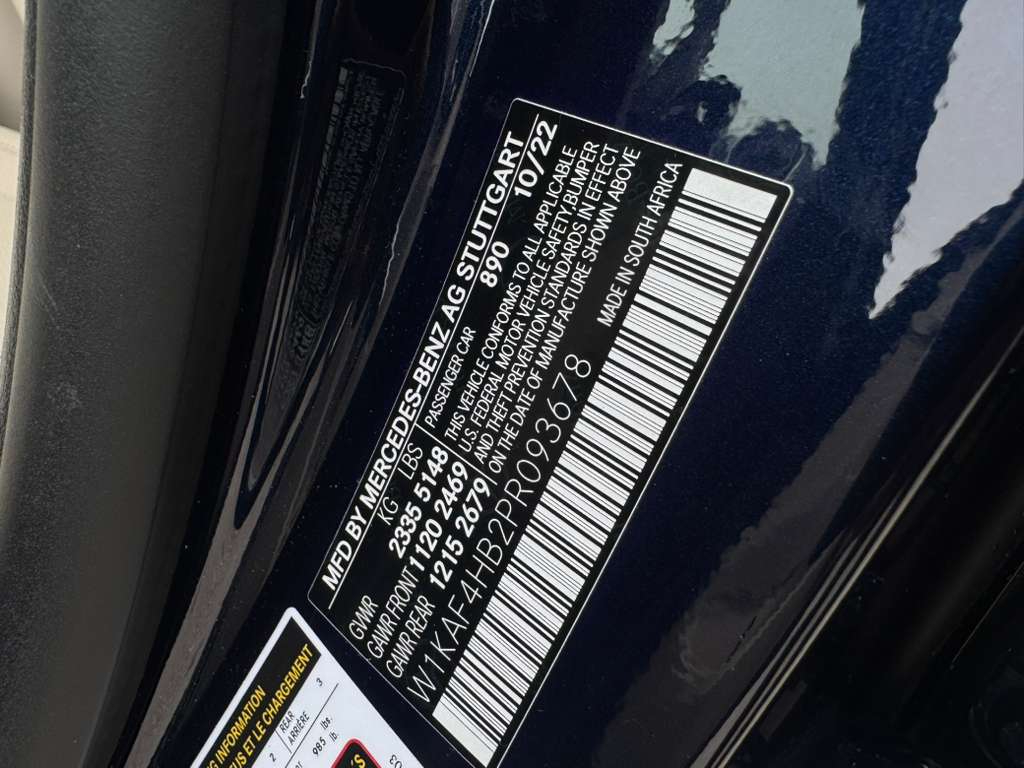 MFD BY MERCEDES-BENZ AG STUTTGART
KG LBS 890 10/22
GVWR 2335 5148 PASSENGER CAR
GAWR FRONT 1120 2469
GAWR REAR 1215 2679
THIS VEHICLE CONFORMS TO ALL APPLICABLE
U.S. FEDERAL MOTOR VEHICLE SAFETY, BUMPER
AND THEFT PREVENTION STANDARDS IN EFFECT
ON THE DATE OF MANUFACTURE SHOWN ABOVE
W1KAF4HB2PR093678
MADE IN SOUTH AFRICA
INFORMATION
ET LE CHARGEMENT
2 REAR 3
ARRIÈRE
985 lbs.
lb.